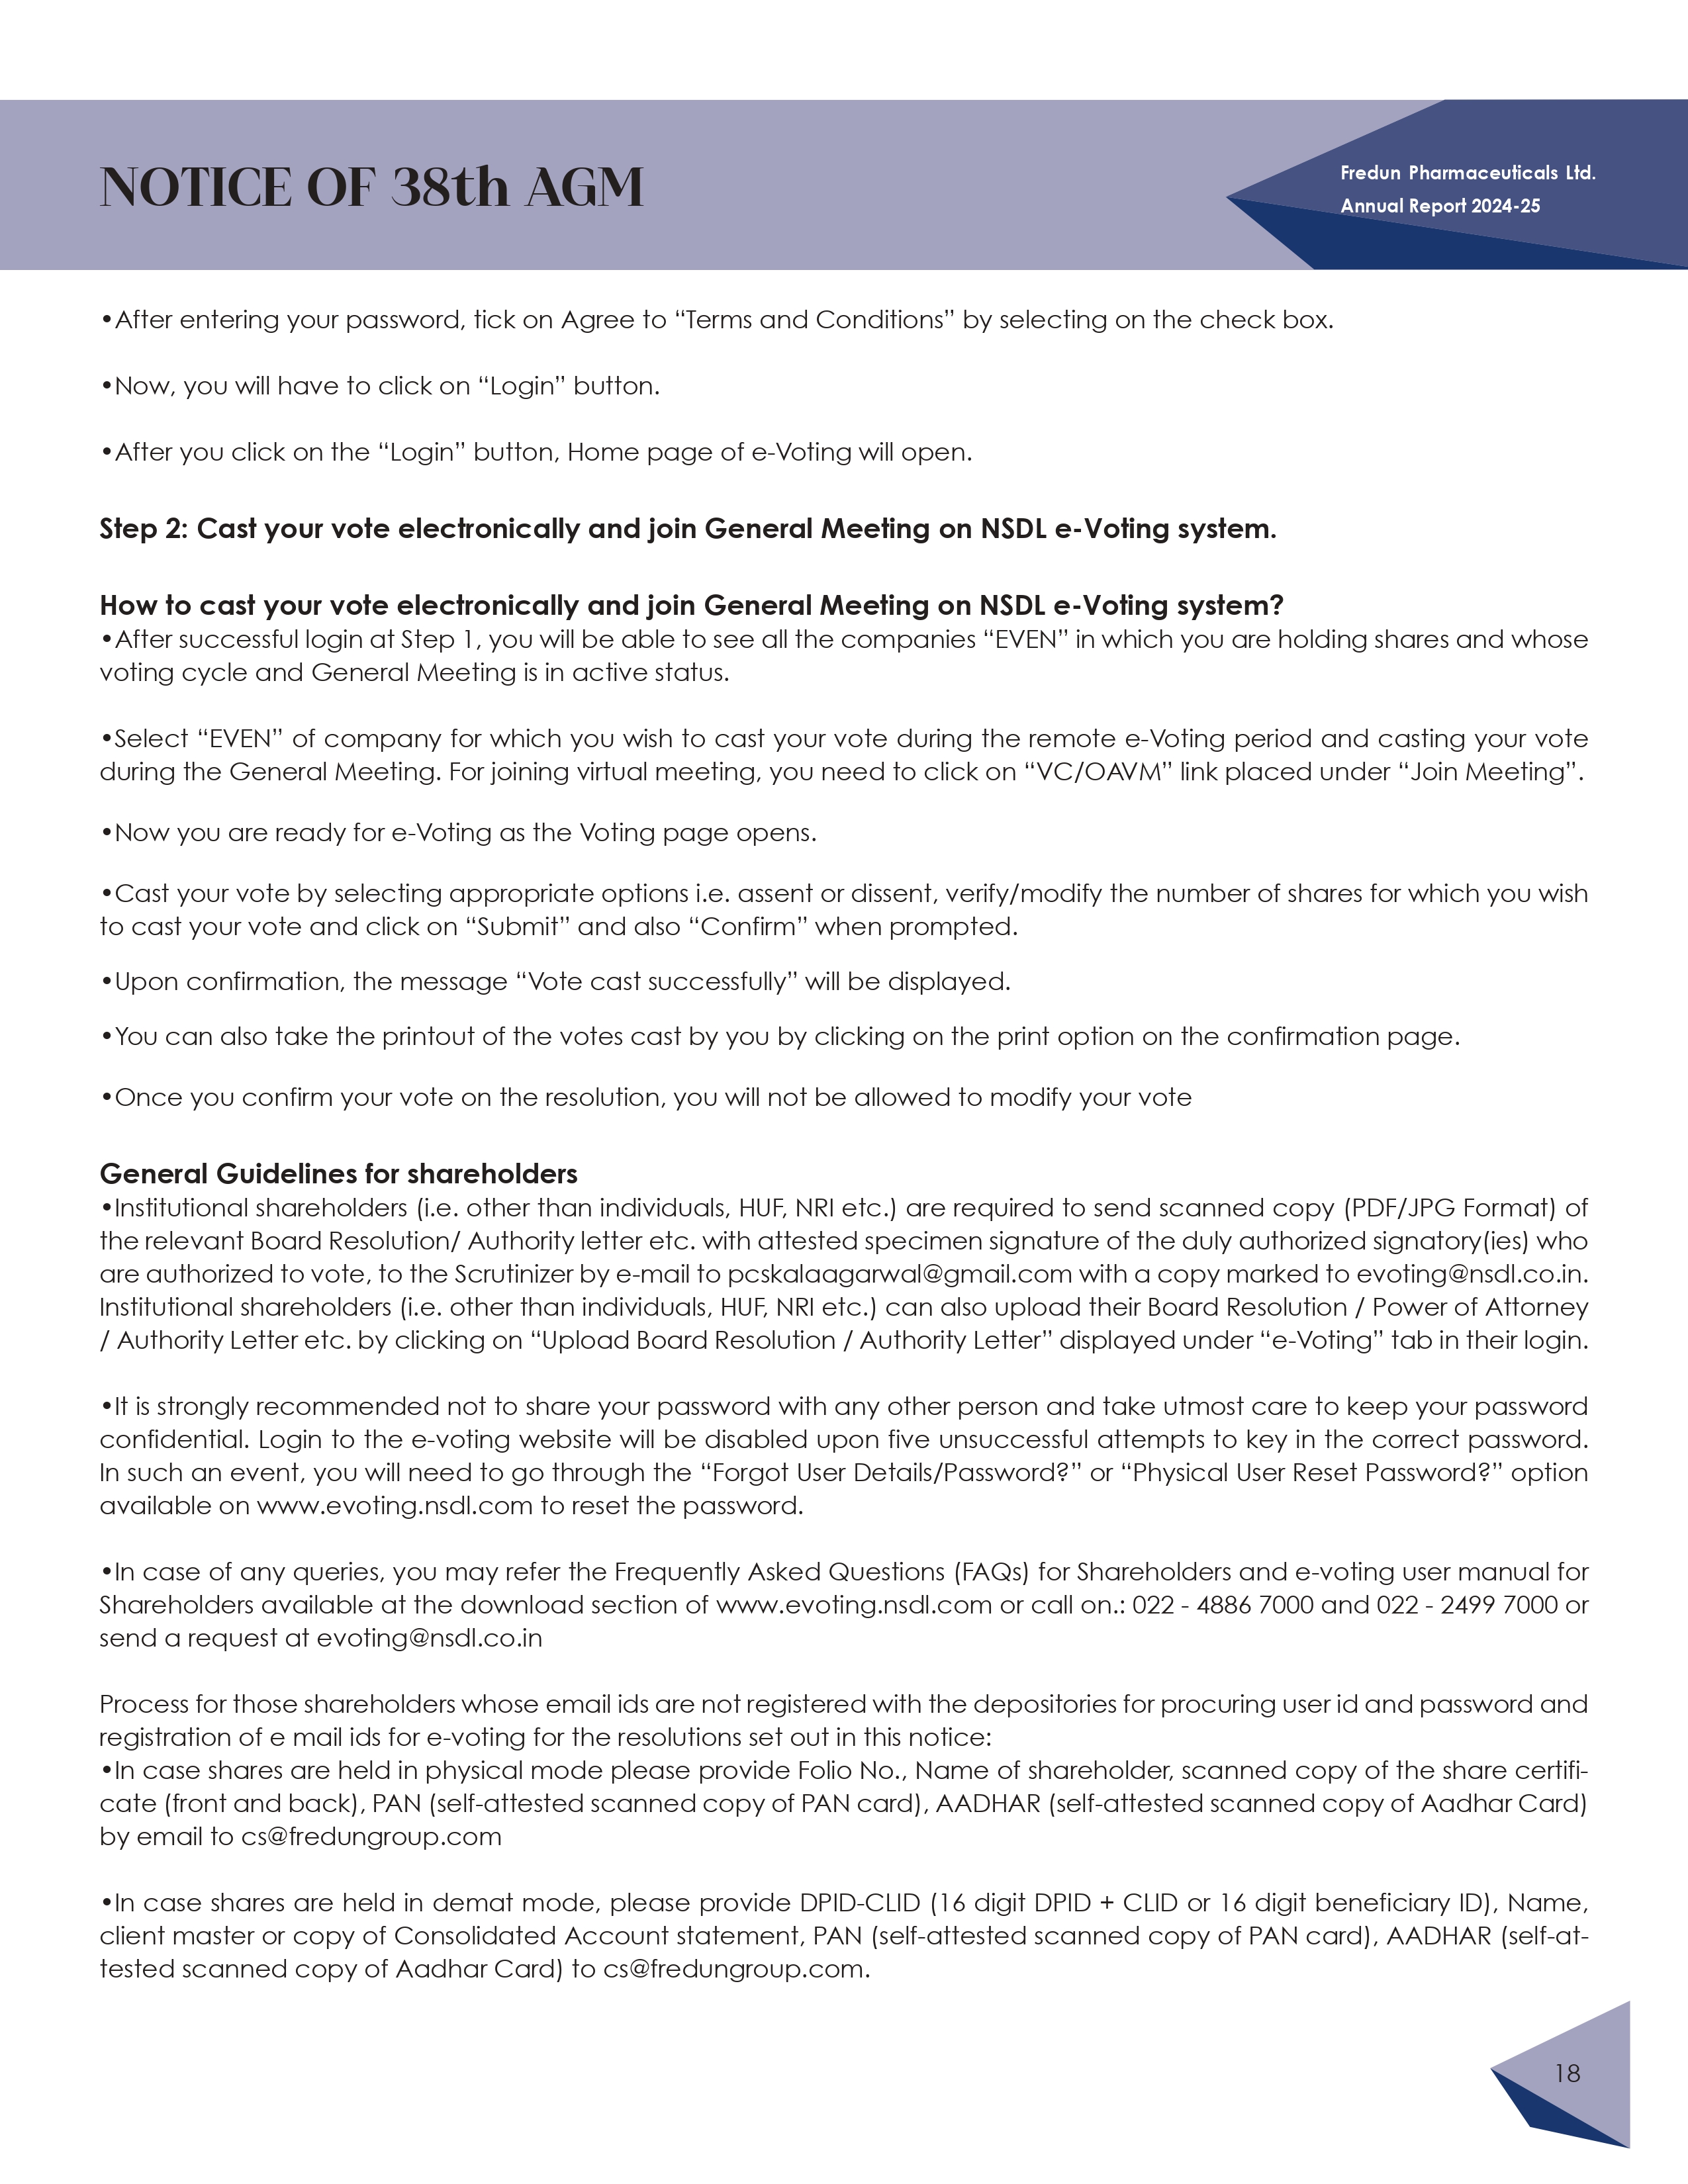 NOTICE OF 38th AGM
Fredun Pharmaceuticals Ltd.
Annual Report 2024-25
•After entering your password, tick on Agree to “Terms and Conditions” by selecting on the check box.
•Now, you will have to click on “Login” button.
•After you click on the “Login” button, Home page of e-Voting will open.
Step 2: Cast your vote electronically and join General Meeting on NSDL e-Voting system.
How to cast your vote electronically and join General Meeting on NSDL e-Voting system?
•After successful login at Step 1, you will be able to see all the companies “EVEN” in which you are holding shares and whose
voting cycle and General Meeting is in active status.
•Select “EVEN” of company for which you wish to cast your vote during the remote e-Voting period and casting your vote
during the General Meeting. For joining virtual meeting, you need to click on “VC/OAVM” link placed under “Join Meeting”.
•Now you are ready for e-Voting as the Voting page opens.
•Cast your vote by selecting appropriate options i.e. assent or dissent, verify/modify the number of shares for which you wish
to cast your vote and click on “Submit” and also “Confirm” when prompted.
•Upon confirmation, the message “Vote cast successfully” will be displayed.
•You can also take the printout of the votes cast by you by clicking on the print option on the confirmation page.
•Once you confirm your vote on the resolution, you will not be allowed to modify your vote
General Guidelines for shareholders
•Institutional shareholders (i.e. other than individuals, HUF, NRI etc.) are required to send scanned copy (PDF/JPG Format) of
the relevant Board Resolution/ Authority letter etc. with attested specimen signature of the duly authorized signatory(ies) who
are authorized to vote, to the Scrutinizer by e-mail to pcskalaagarwal@gmail.com with a copy marked to evoting@nsdl.co.in.
Institutional shareholders (i.e. other than individuals, HUF, NRI etc.) can also upload their Board Resolution / Power of Attorney
/ Authority Letter etc. by clicking on “Upload Board Resolution / Authority Letter” displayed under “e-Voting” tab in their login.
•It is strongly recommended not to share your password with any other person and take utmost care to keep your password
confidential. Login to the e-voting website will be disabled upon five unsuccessful attempts to key in the correct password.
In such an event, you will need to go through the “Forgot User Details/Password?” or “Physical User Reset Password?” option
available on www.evoting.nsdl.com to reset the password.
•In case of any queries, you may refer the Frequently Asked Questions (FAQs) for Shareholders and e-voting user manual for
Shareholders available at the download section of www.evoting.nsdl.com or call on.: 022 - 4886 7000 and 022 - 2499 7000 or
send a request at evoting@nsdl.co.in
Process for those shareholders whose email ids are not registered with the depositories for procuring user id and password and
registration of e mail ids for e-voting for the resolutions set out in this notice:
•In case shares are held in physical mode please provide Folio No., Name of shareholder, scanned copy of the share certifi-
cate (front and back), PAN (self-attested scanned copy of PAN card), AADHAR (self-attested scanned copy of Aadhar Card)
by email to cs@fredungroup.com
•In case shares are held in demat mode, please provide DPID-CLID (16 digit DPID + CLID or 16 digit beneficiary ID), Name,
client master or copy of Consolidated Account statement, PAN (self-attested scanned copy of PAN card), AADHAR (self-at-
tested scanned copy of Aadhar Card) to cs@fredungroup.com.
18